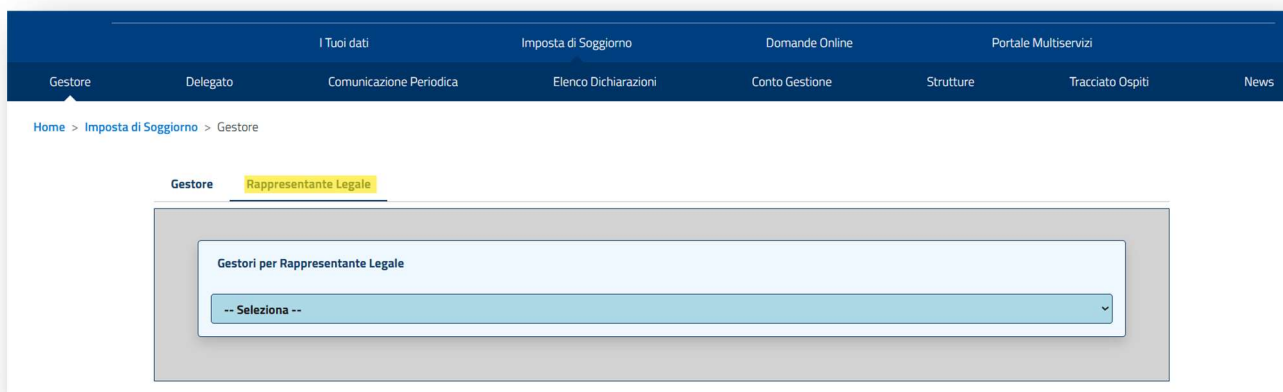 I Tuoi dati Imposta di Soggiorno Domande Online Portale Multiservizi
Gestore Delegato Comunicazione Periodica Elenco Dichiarazioni Conto Gestione Strutture Tracciato Ospiti News
Home > Imposta di Soggiorno > Gestore
Gestore Rappresentante Legale
Gestori per Rappresentante Legale
-- Seleziona --